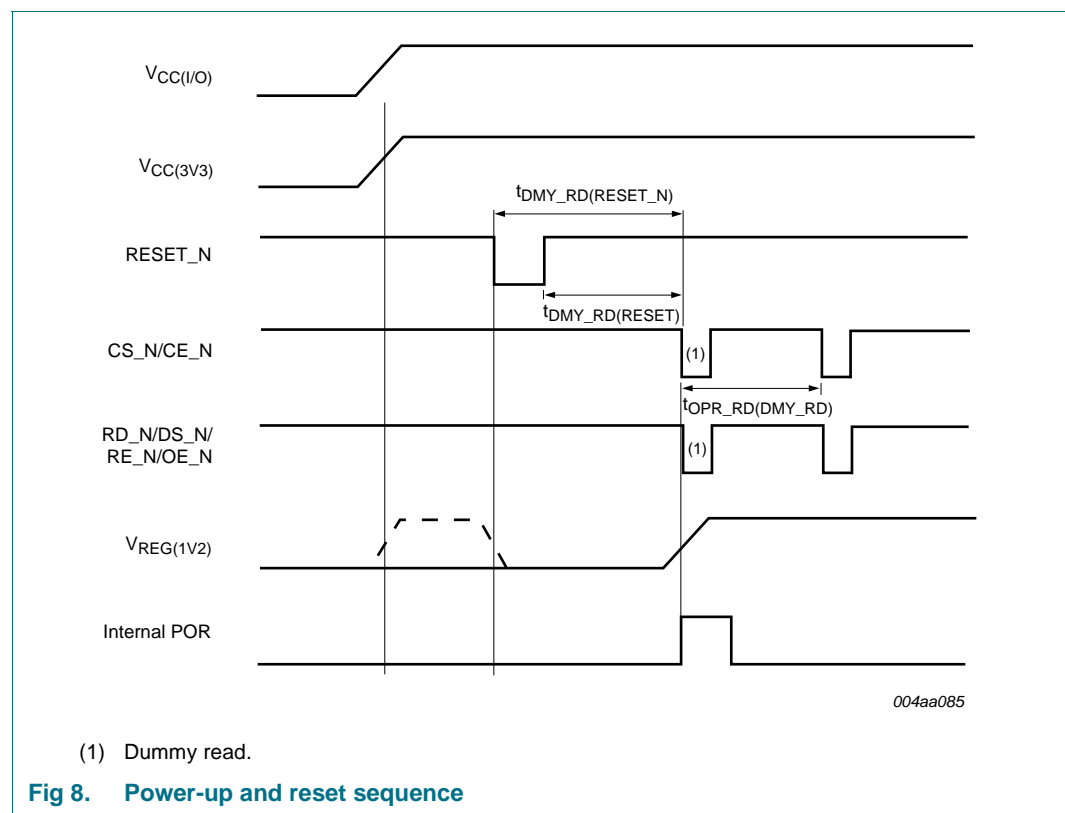 VCC(I/O)
VCC(3V3)
tDMY_RD(RESET_N)
RESET_N
tDMY_RD(RESET)
CS_N/CE_N
(1)
tOPR_RD(DMY_RD)
RD_N/DS_N/
RE_N/OE_N
(1)
VREG(1V2)
Internal POR
004aa085
(1) Dummy read.
Fig 8. Power-up and reset sequence